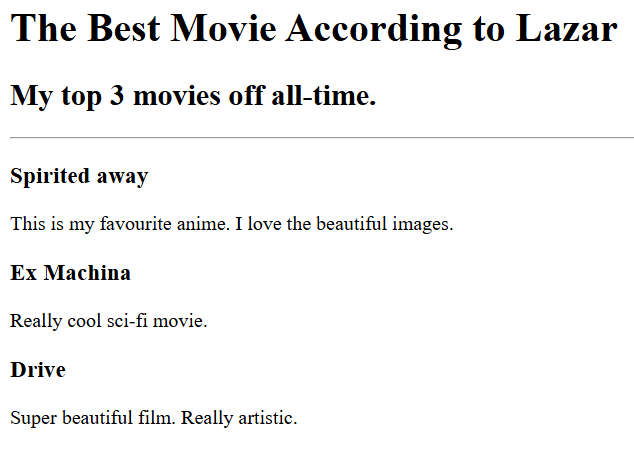 The Best Movie According to Lazar
My top 3 movies off all-time.
Spirited away
This is my favourite anime. I love the beautiful images.
Ex Machina
Really cool sci-fi movie.
Drive
Super beautiful film. Really artistic.